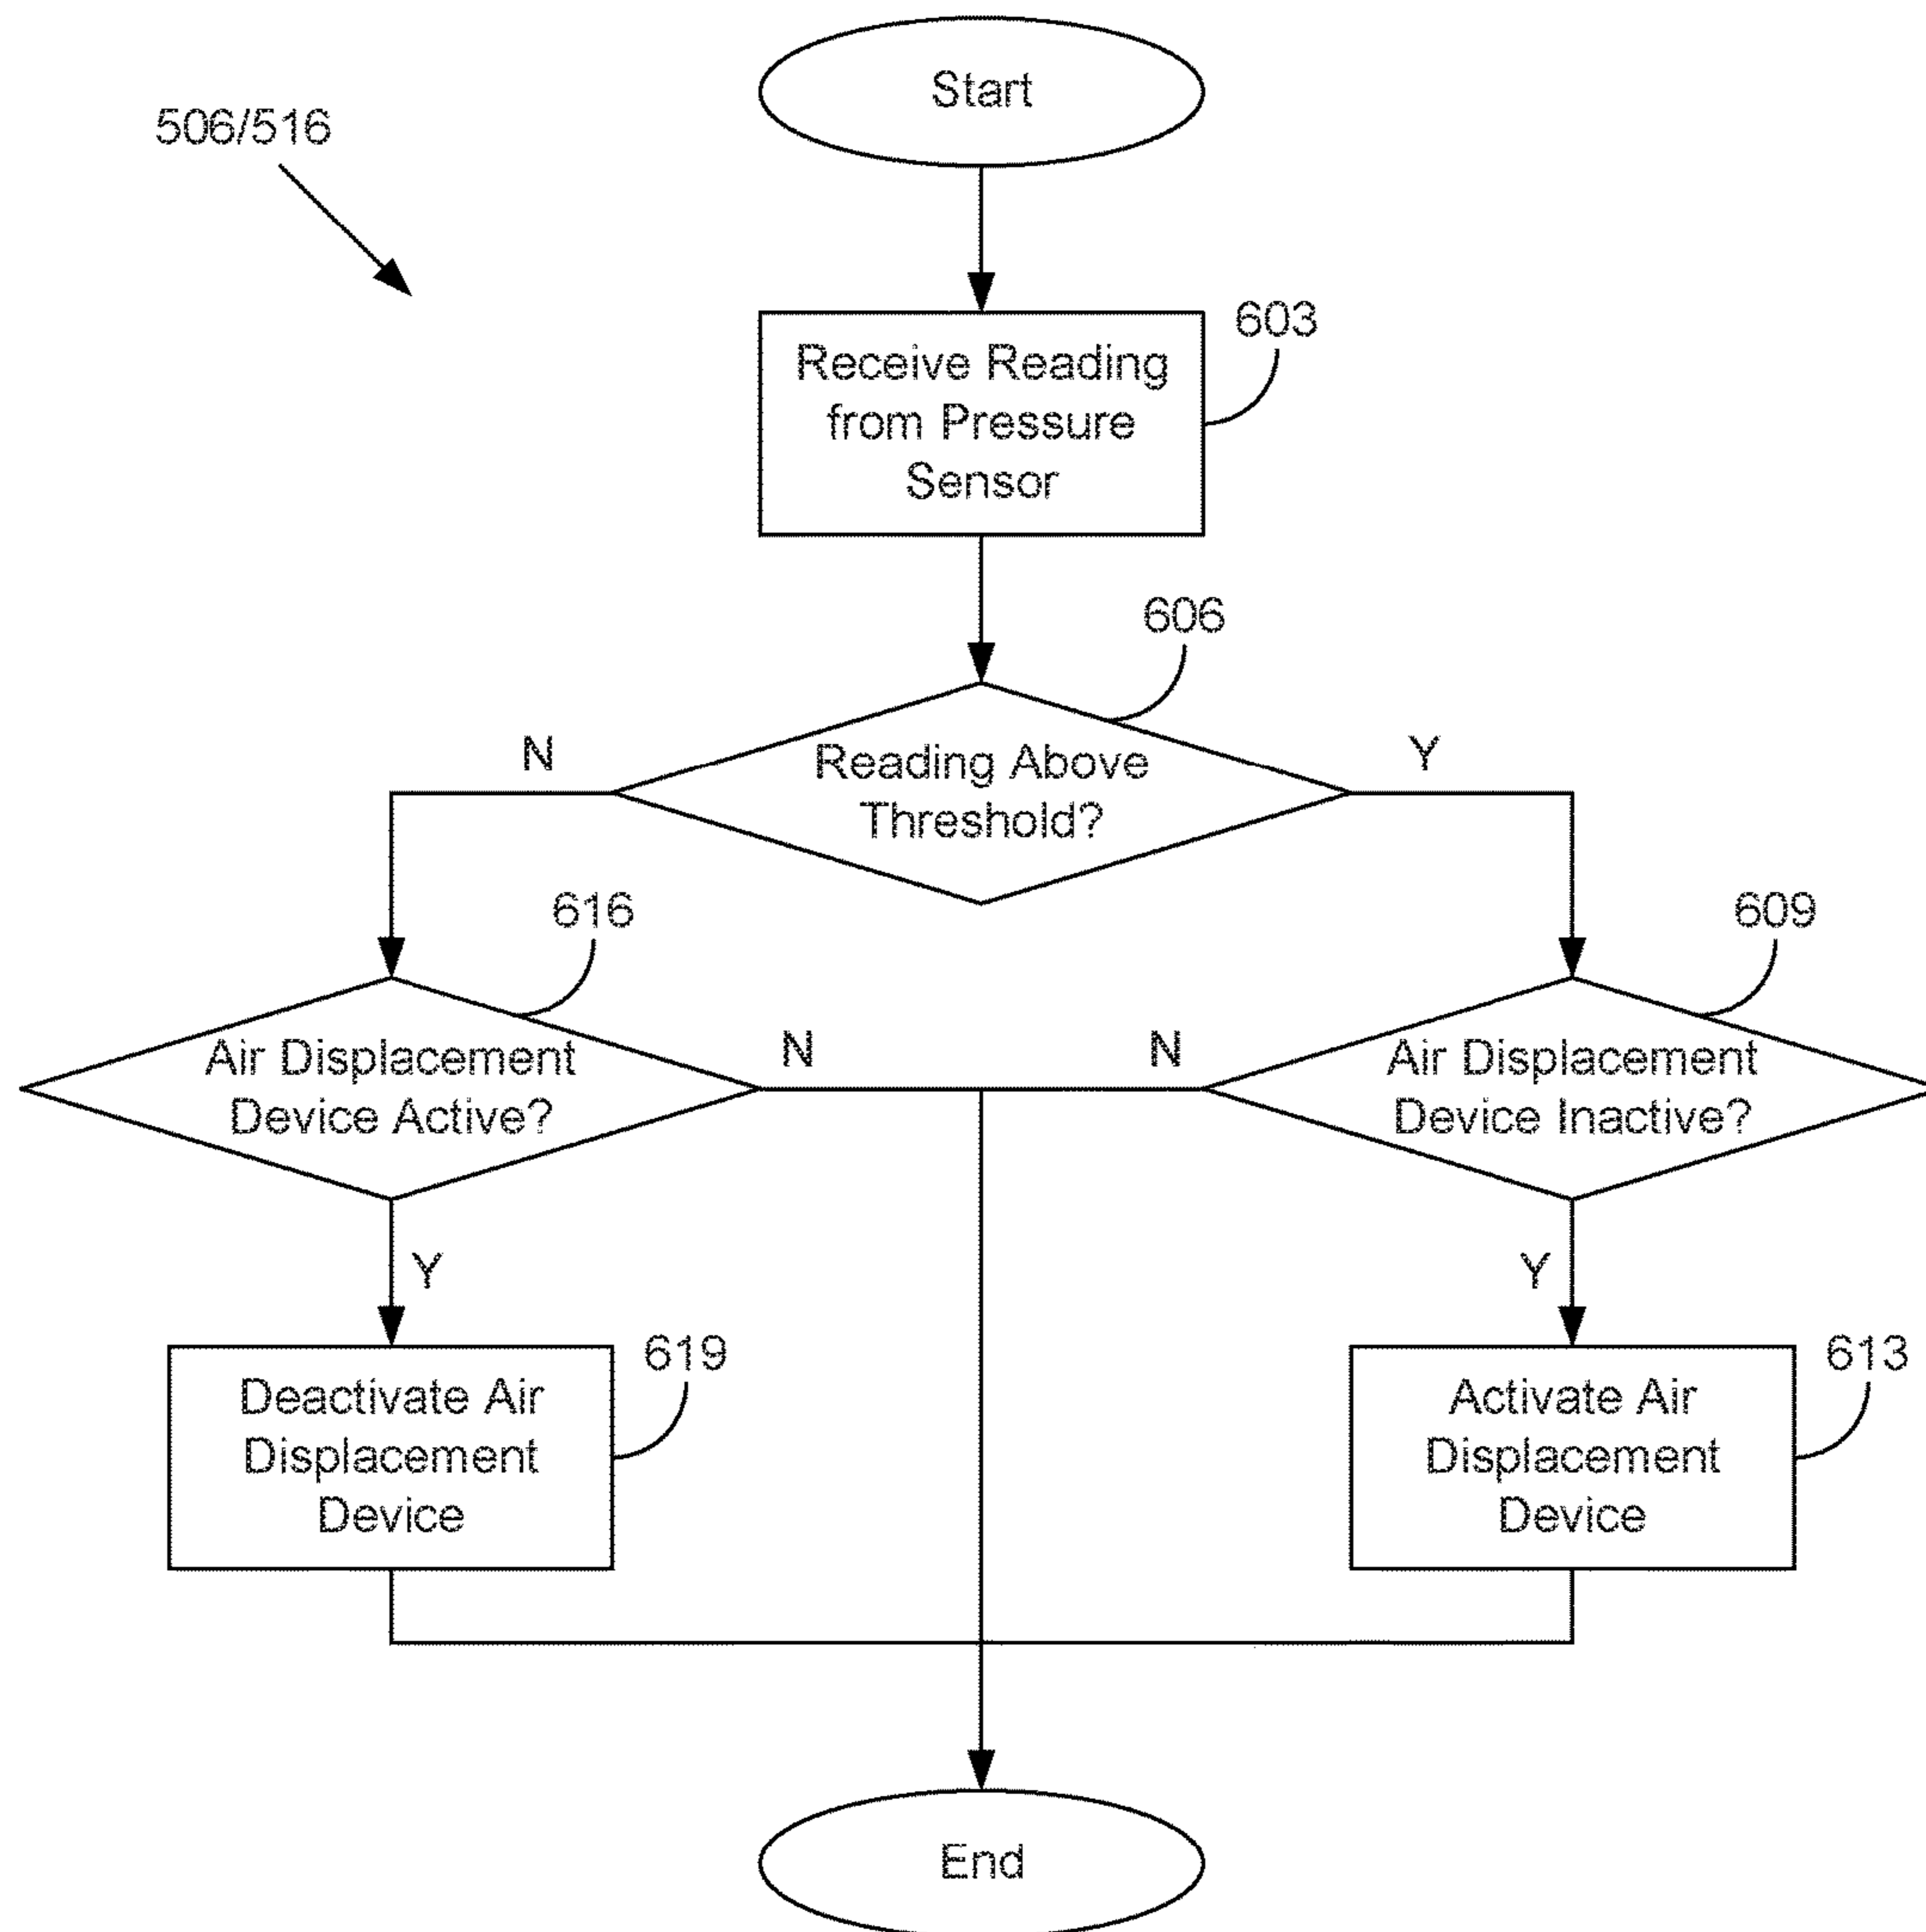 Start
506/516
603
Receive Reading
from Pressure
Sensor
606
N
Y
Reading Above
Threshold?
616
609
N
N
Air Displacement
Device Active?
Air Displacement
Device Inactive?
Y
Y
619
613
Deactivate Air
Displacement
Device
Activate Air
Displacement
Device
End